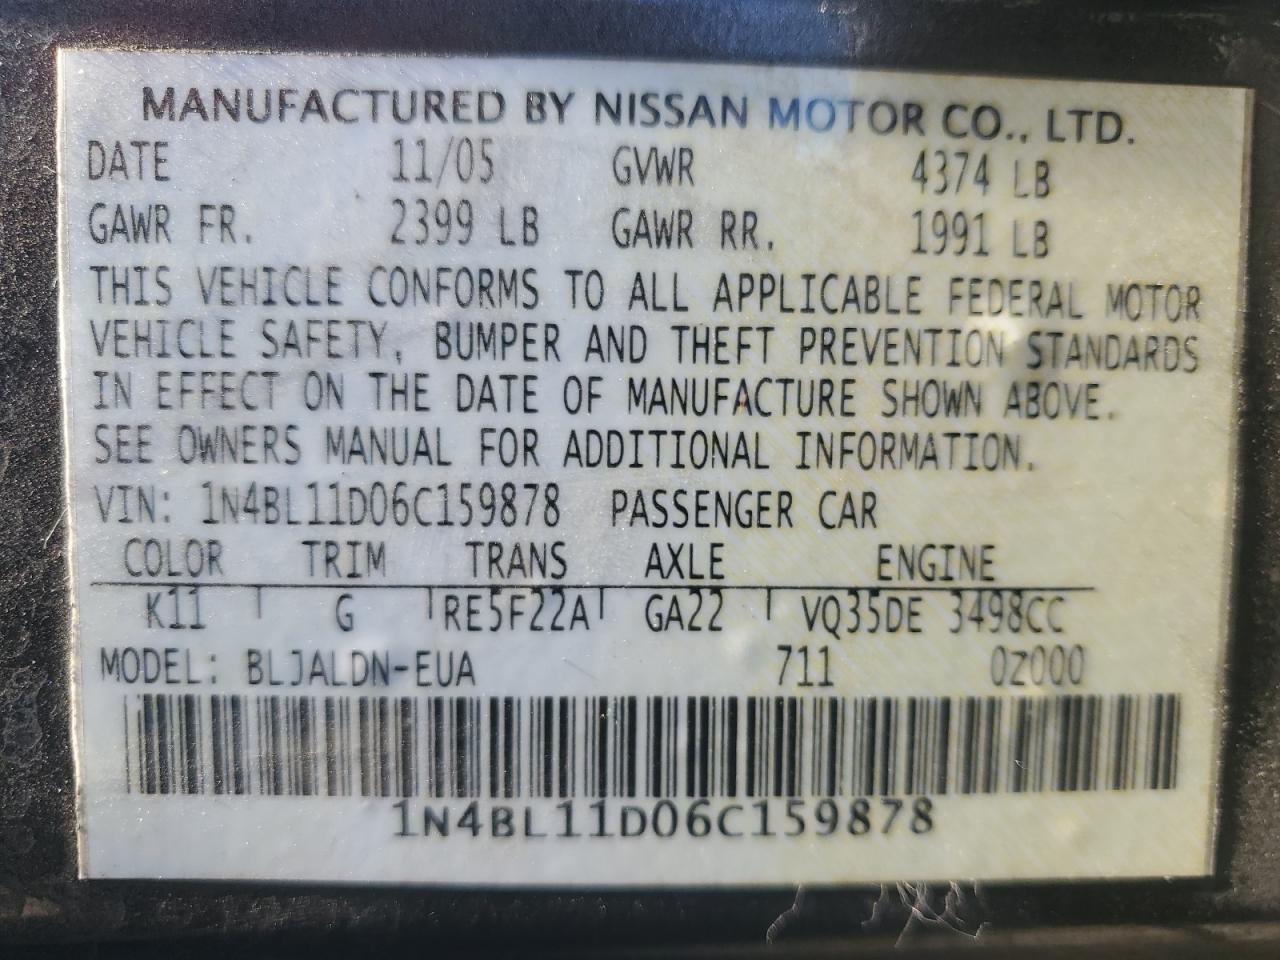 MANUFACTURED BY NISSAN MOTOR CO., LTD.
DATE 11/05 GVWR 4374 LB
GAWR FR. 2399 LB GAWR RR. 1991 LB
THIS VEHICLE CONFORMS TO ALL APPLICABLE FEDERAL MOTOR
VEHICLE SAFETY, BUMPER AND THEFT PREVENTION STANDARDS
IN EFFECT ON THE DATE OF MANUFACTURE SHOWN ABOVE.
SEE OWNERS MANUAL FOR ADDITIONAL INFORMATION.
VIN: 1N4BL11D06C159878 PASSENGER CAR
COLOR TRIM TRANS AXLE ENGINE
K11 G RE5F22A GA22 VQ35DE 3498CC
MODEL: BLJALDN-EUA 711 0Z000
1N4BL11D06C159878